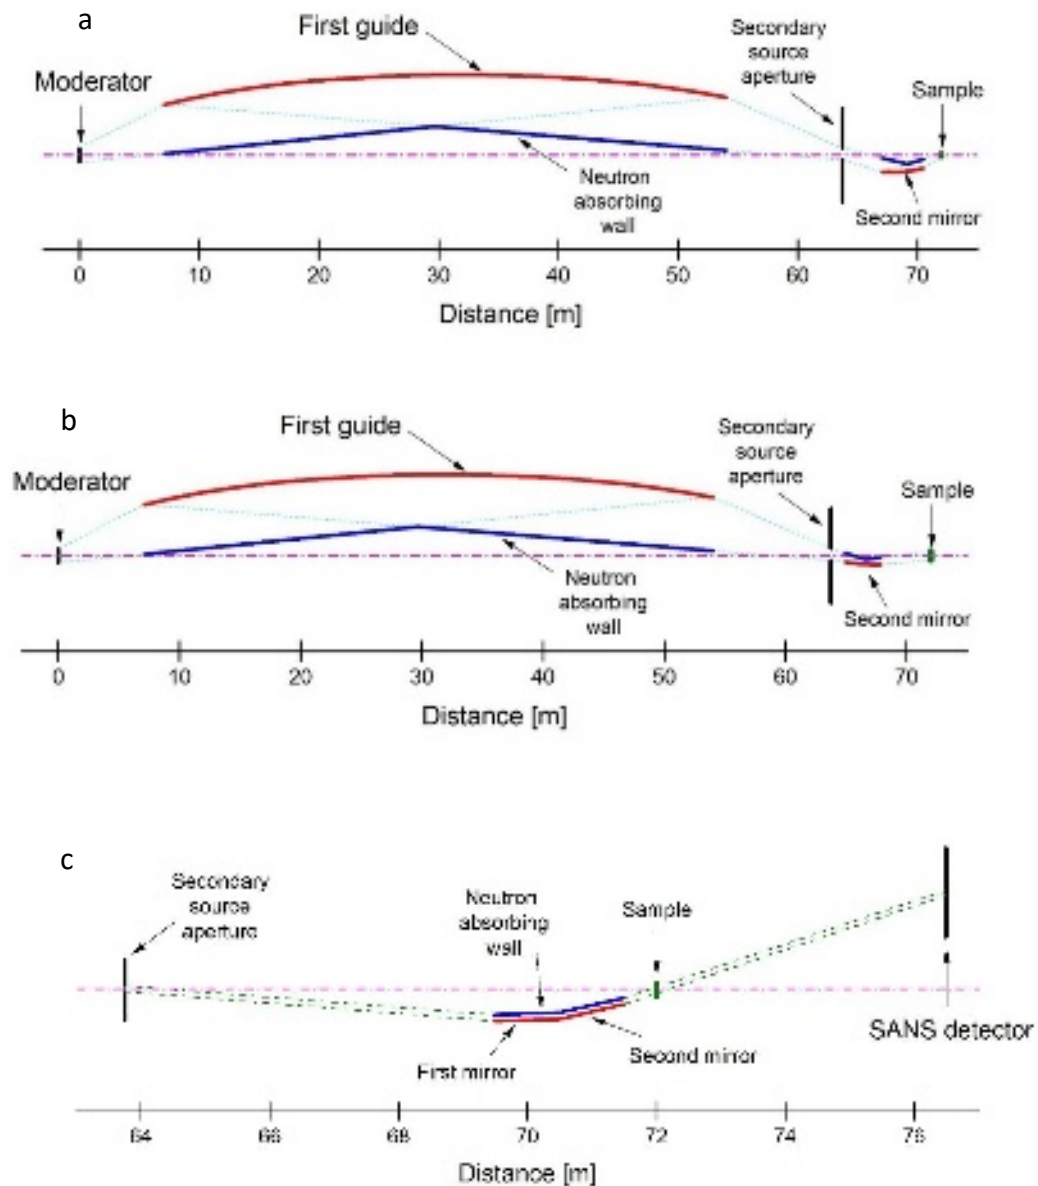 a
First guide
Secondary
source
aperture
Moderator
Sample
Neutron
absorbing
wall
Second mirror
0 10 20 30 40 50 60 70
Distance [m]
b
First guide
Secondary
source
aperture
Moderator
Sample
Neutron
absorbing
wall
Second mirror
0 10 20 30 40 50 60 70
Distance [m]
c
Secondary
source
aperture
Neutron
absorbing
wall
Sample
SANS detector
Second mirror
First mirror
64 66 68 70 72 74 76
Distance [m]